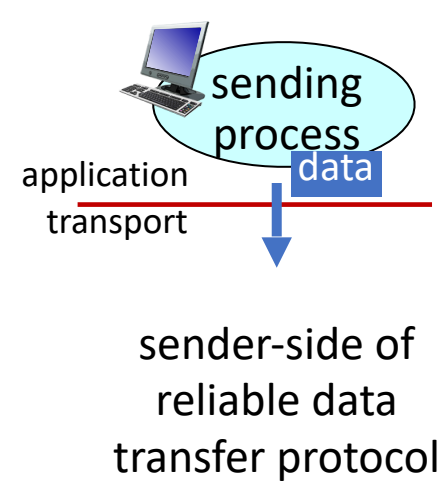 sending
process
data
application
transport
sender-side of
reliable data
transfer protocol